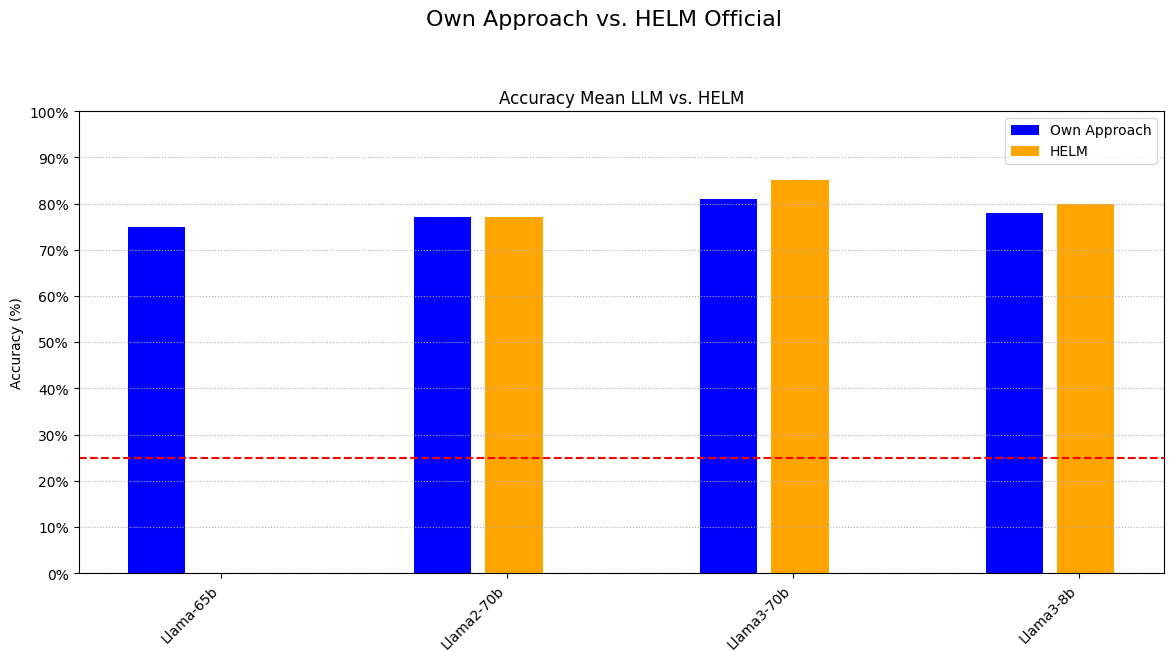 Own Approach vs. HELM Official
Accuracy Mean LLM vs. HELM
100%
90%
80%
70%
60%
50%
40%
30%
20%
10%
0%
Accuracy (%)
Own Approach
HELM
Llama-65b
Llama2-70b
Llama3-70b
Llama3-8b